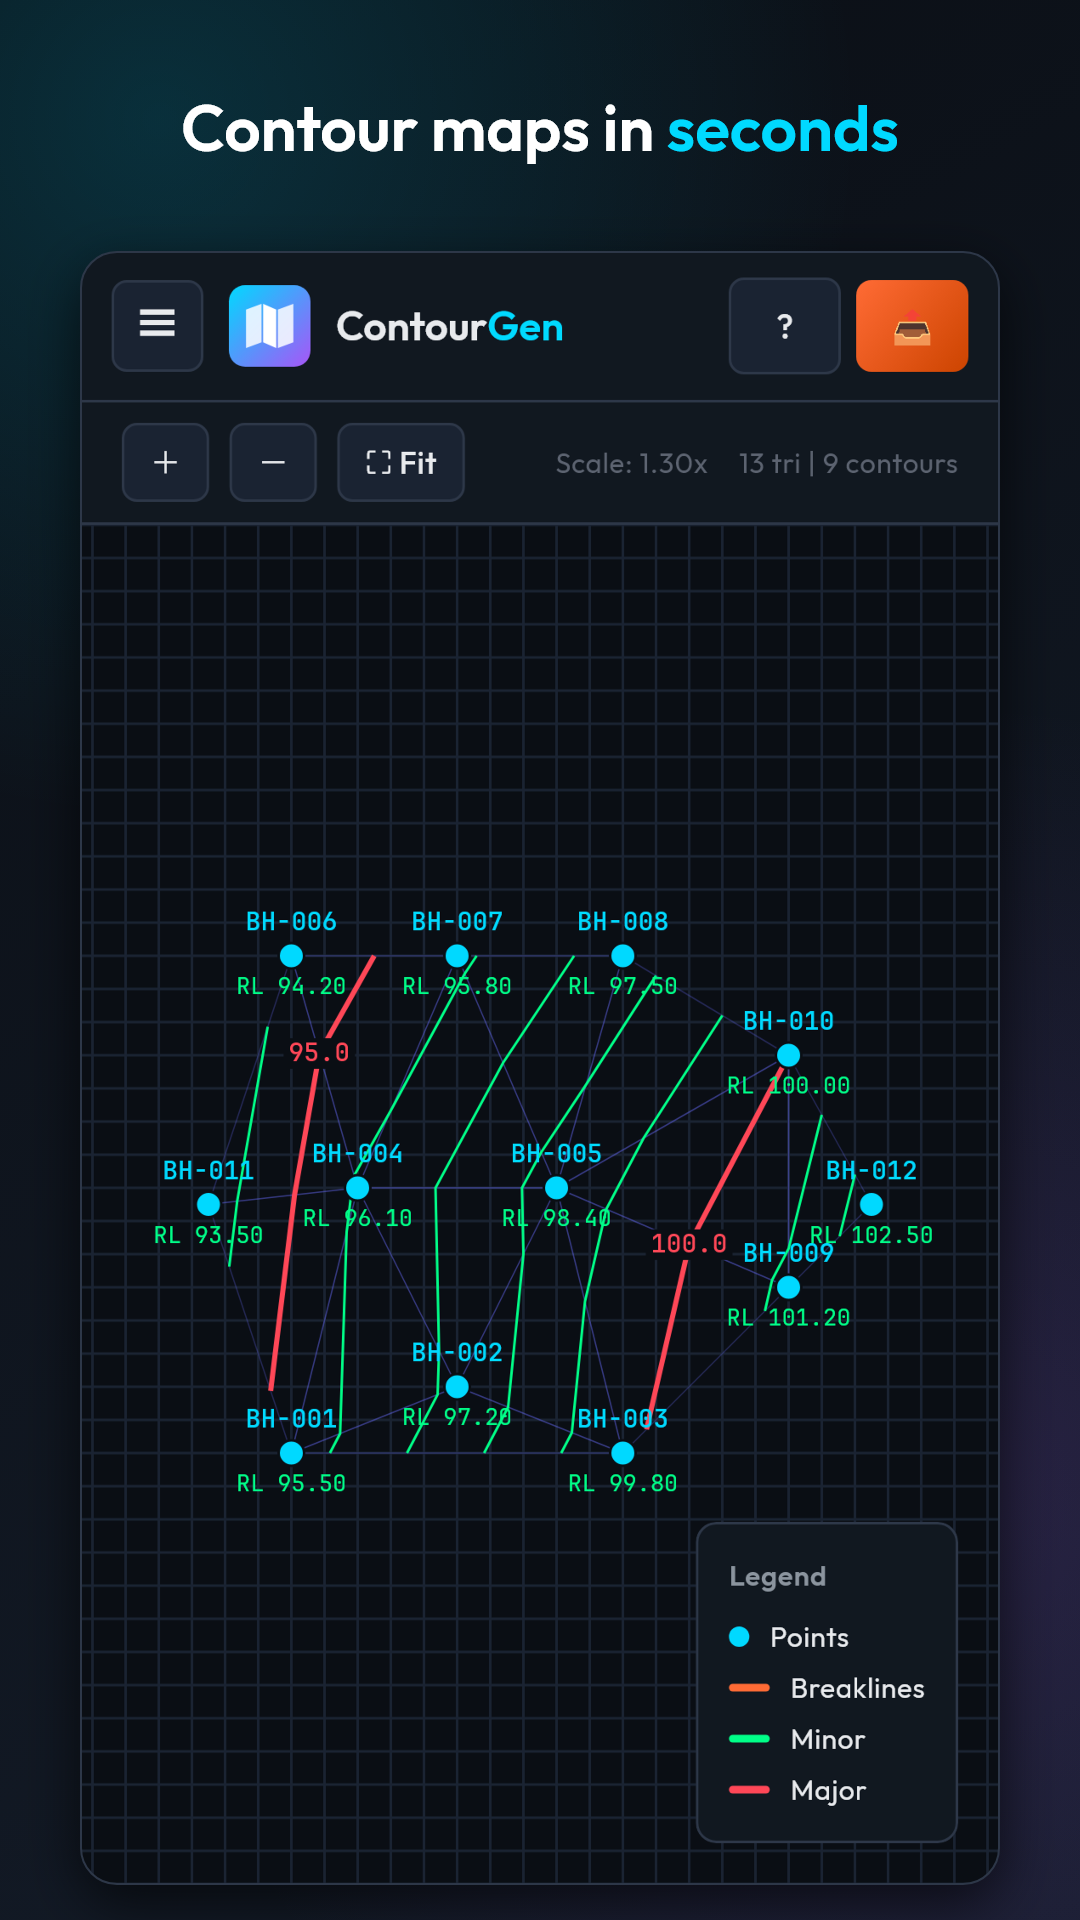 Contour maps in seconds
ContourGen
?
+
−
Fit
Scale: 1.30x
13 tri | 9 contours
BH-006
BH-007
BH-008
RL 94.20
RL 95.80
RL 97.50
BH-010
95.0
RL 100.00
BH-004
BH-005
BH-011
BH-012
RL 96.10
RL 98.40
RL 93.50
RL 102.50
100.0
BH-009
RL 101.20
BH-002
RL 97.20
BH-001
BH-003
RL 95.50
RL 99.80
Legend
Points
Breaklines
Minor
Major